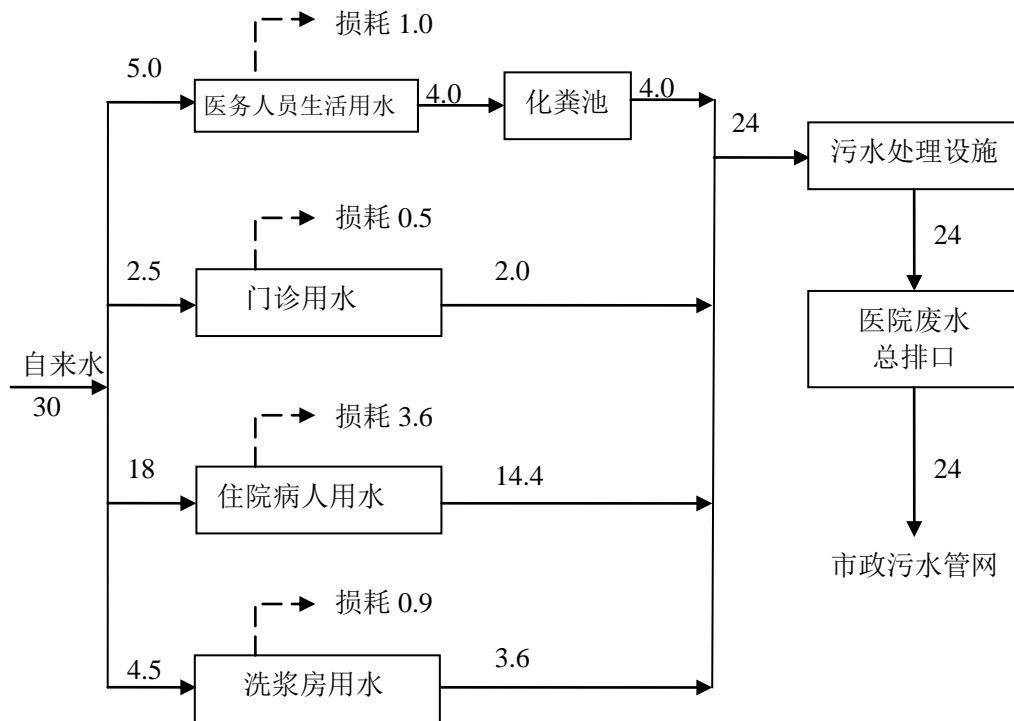 损耗 1.0
5.0
医务人员生活用水
4.0
化粪池
4.0
24
污水处理设施
损耗 0.5
2.5
门诊用水
2.0
24
医院废水
总排口
自来水
30
损耗 3.6
18
住院病人用水
14.4
24
市政污水管网
损耗 0.9
4.5
洗浆房用水
3.6